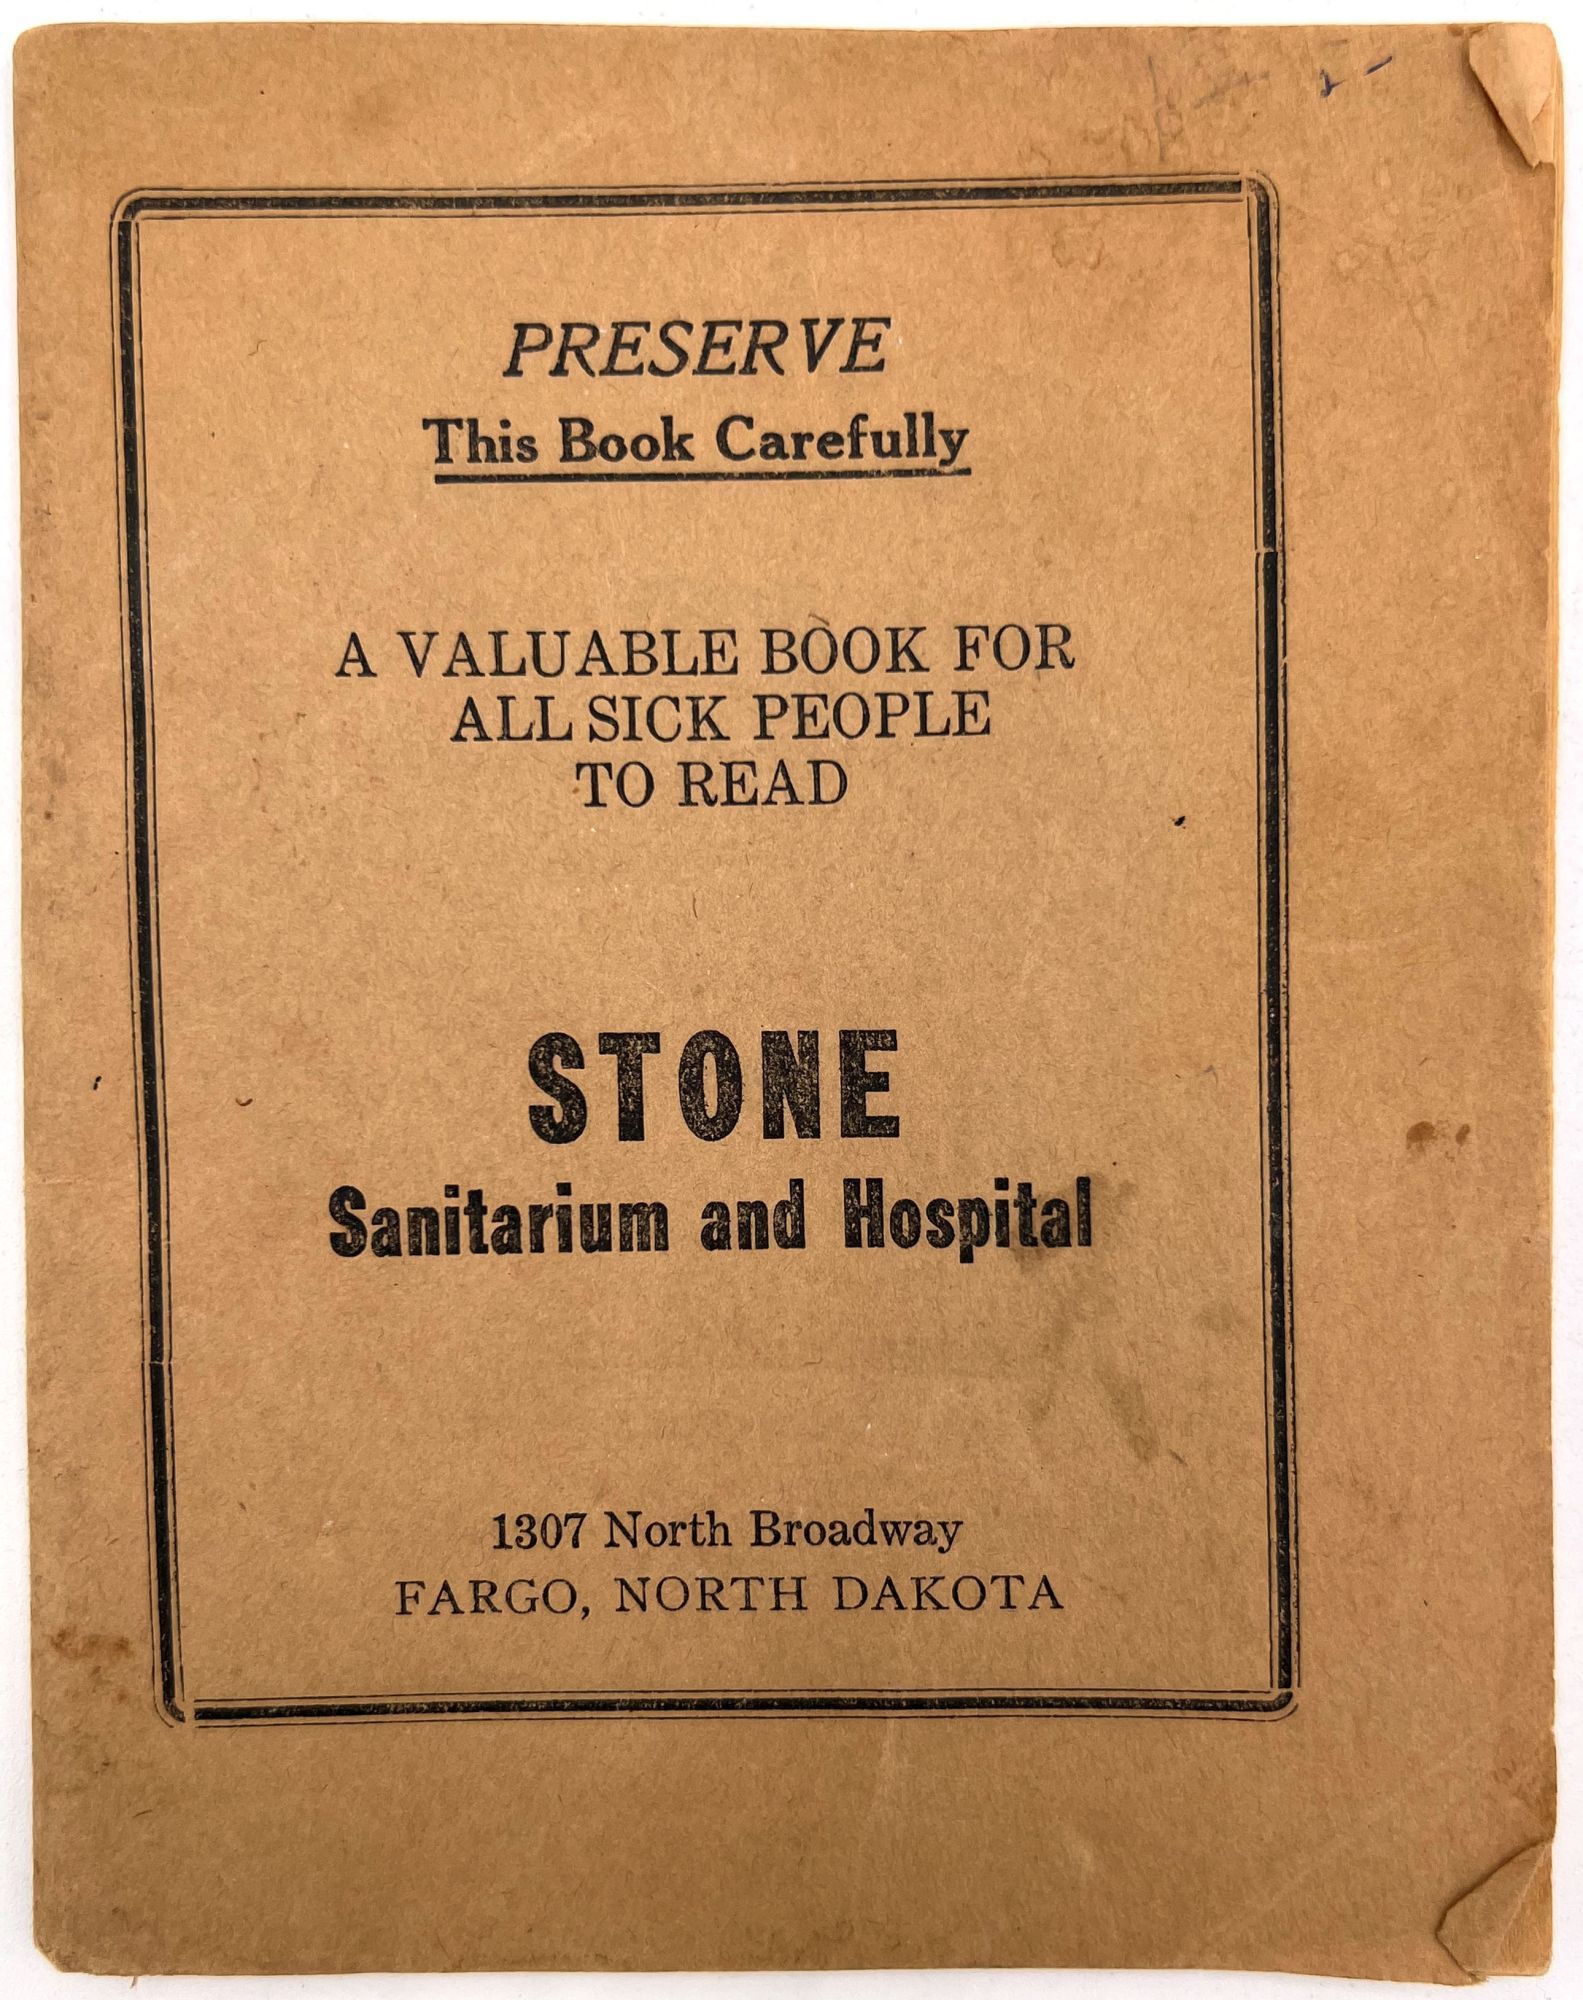 PRESERVE
This Book Carefully
A VALUABLE BOOK FOR
ALL SICK PEOPLE
TO READ
STONE
Sanitarium and Hospital
1307 North Broadway
FARGO, NORTH DAKOTA